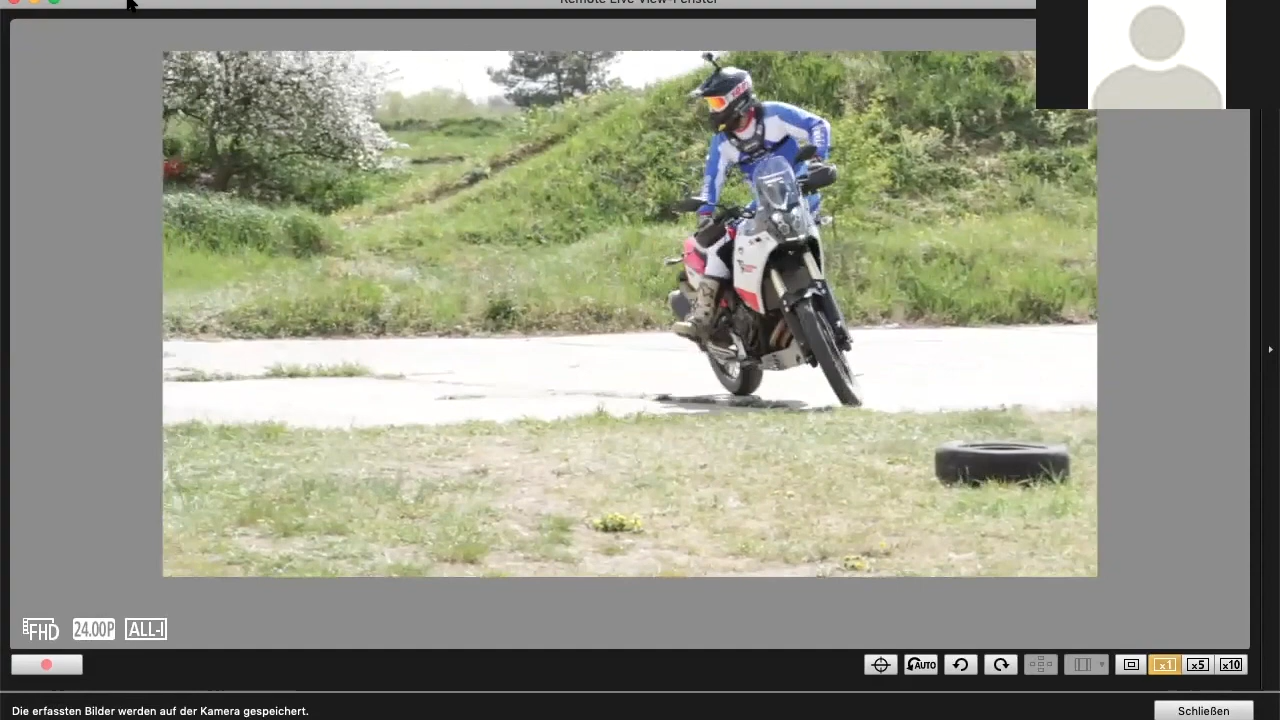 Remote Live View-Fenster
FHD 24.00P ALL-I
AUTO
x1 x5 x10
Die erfassten Bilder werden auf der Kamera gespeichert.
Schließen